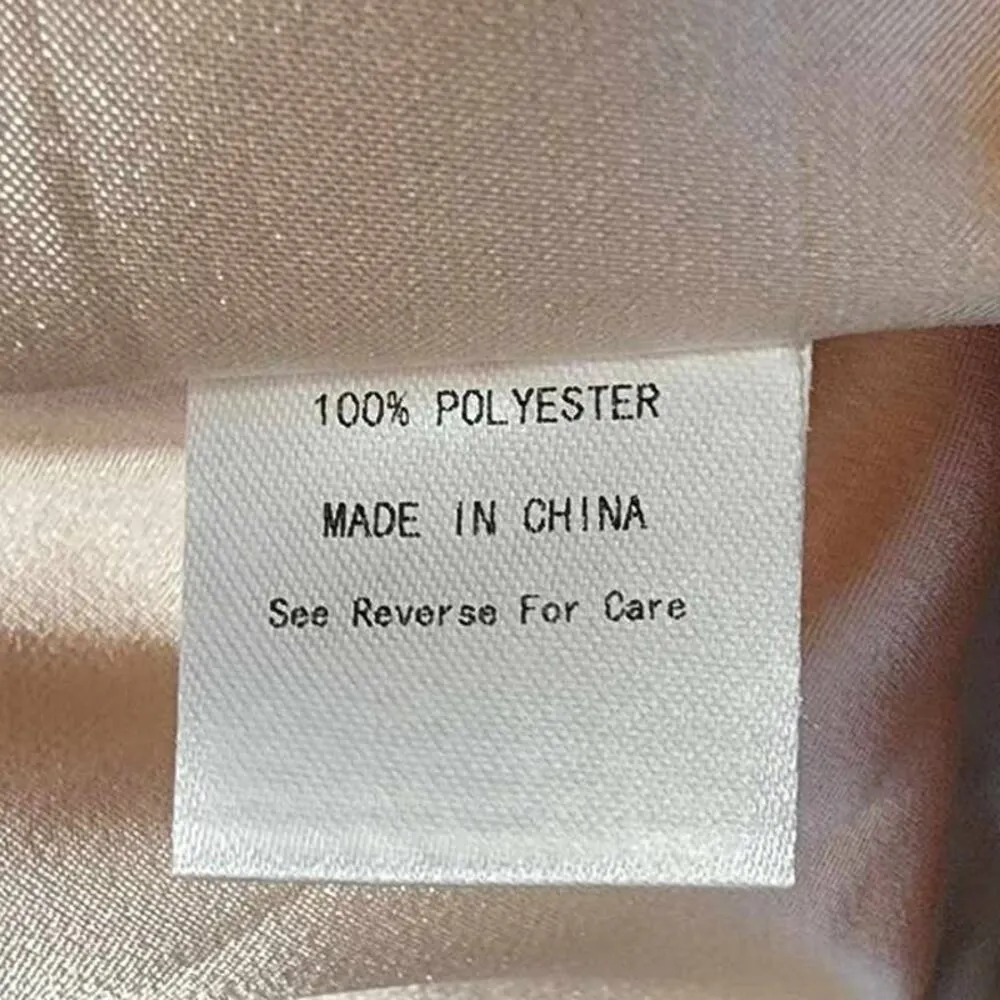 100% POLYESTER
MADE IN CHINA
See Reverse For Care